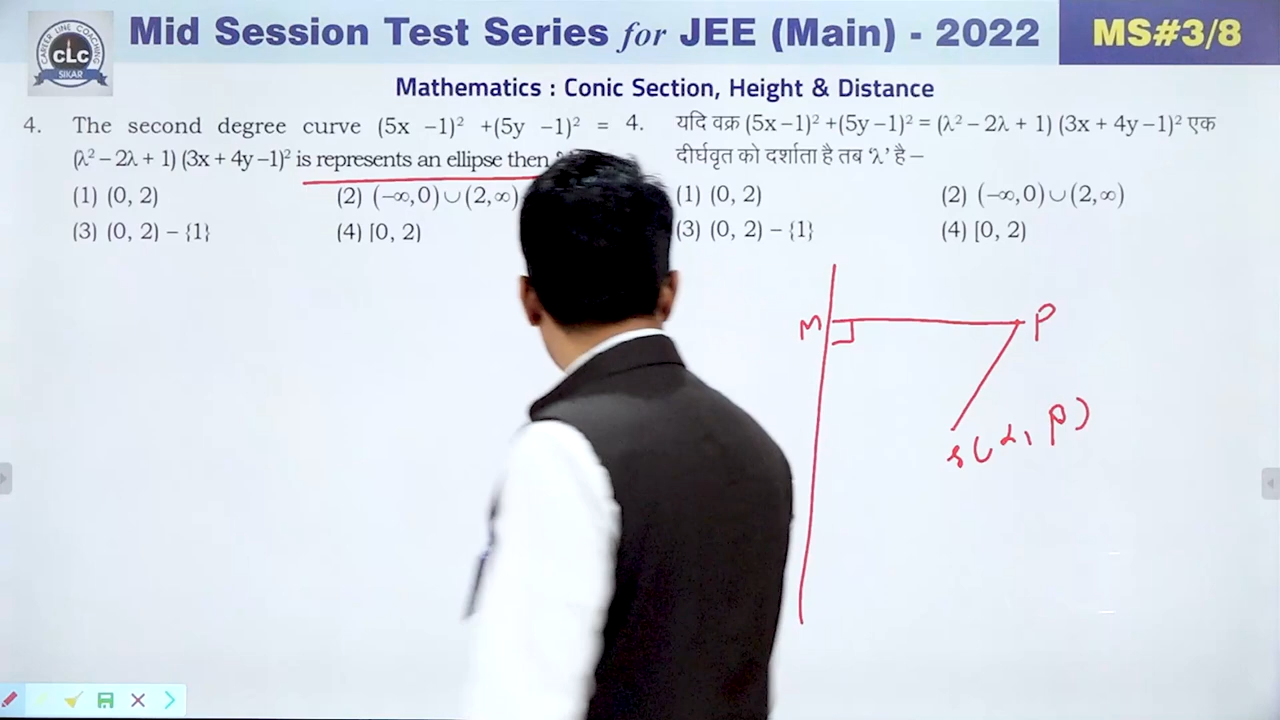 CAREER LINE COACHING
CLC
SIKAR
Mid Session Test Series for JEE (Main) - 2022
MS#3/8
Mathematics : Conic Section, Height & Distance
4. The second degree curve (5x −1)² +(5y −1)² =
(λ² − 2λ + 1) (3x + 4y −1)² is represents an ellipse then
(1) (0, 2) (2) (−∞,0)∪(2,∞)
(3) (0, 2) − {1} (4) [0, 2)
4. यदि वक्र (5x −1)² +(5y −1)² = (λ² − 2λ + 1) (3x + 4y −1)² एक
दीर्घवृत को दर्शाता है तब 'λ' है −
(1) (0, 2) (2) (−∞,0)∪(2,∞)
(3) (0, 2) − {1} (4) [0, 2)
M P
S(α, β)